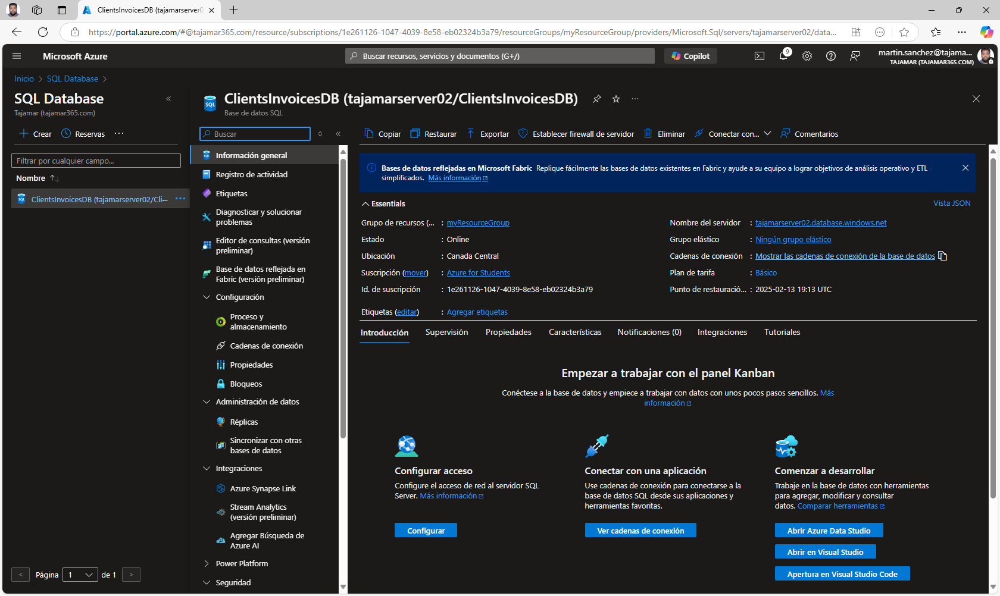 ClientsInvoicesDB (tajamarserver0
https://portal.azure.com/#@tajamar365.com/resource/subscriptions/1e261126-1047-4039-8e58-eb02324b3a79/resourceGroups/myResourceGroup/providers/Microsoft.Sql/servers/tajamarserver02/data...
Microsoft Azure
Buscar recursos, servicios y documentos (G+/)
Copilot
9
martin.sanchez@tajama...
TAJAMAR (TAJAMAR365.COM)
Inicio > SQL Database >
SQL Database
Tajamar (tajamar365.com)
Crear
Reservas
Filtrar por cualquier campo...
Nombre
ClientsInvoicesDB (tajamarserver02/Cli...
Página 1 de 1
ClientsInvoicesDB (tajamarserver02/ClientsInvoicesDB)
Base de datos SQL
Buscar
Información general
Registro de actividad
Etiquetas
Diagnosticar y solucionar
problemas
Editor de consultas (versión
preliminar)
Base de datos reflejada en
Fabric (versión preliminar)
Configuración
Proceso y
almacenamiento
Cadenas de conexión
Propiedades
Bloqueos
Administración de datos
Réplicas
Sincronizar con otras
bases de datos
Integraciones
Azure Synapse Link
Stream Analytics
(versión preliminar)
Agregar Búsqueda de
Azure AI
Power Platform
Seguridad
Copiar
Restaurar
Exportar
Establecer firewall de servidor
Eliminar
Conectar con...
Comentarios
Bases de datos reflejadas en Microsoft Fabric Replique fácilmente las bases de datos existentes en Fabric y ayude a su equipo a lograr objetivos de análisis operativo y ETL
simplificados. Más información
Essentials
Vista JSON
Grupo de recursos (... : myResourceGroup
Estado : Online
Ubicación : Canada Central
Suscripción (mover) : Azure for Students
Id. de suscripción : 1e261126-1047-4039-8e58-eb02324b3a79
Etiquetas (editar) : Agregar etiquetas
Nombre del servidor : tajamarserver02.database.windows.net
Grupo elástico : Ningún grupo elástico
Cadenas de conexión : Mostrar las cadenas de conexión de la base de datos
Plan de tarifa : Básico
Punto de restauració... : 2025-02-13 19:13 UTC
Introducción
Supervisión
Propiedades
Características
Notificaciones (0)
Integraciones
Tutoriales
Empezar a trabajar con el panel Kanban
Conéctese a la base de datos y empiece a trabajar con datos con unos pocos pasos sencillos. Más
información
Configurar acceso
Configure el acceso de red al servidor SQL
Server. Más información
Configurar
Conectar con una aplicación
Use cadenas de conexión para conectarse a la
base de datos SQL desde sus aplicaciones y
herramientas favoritas.
Ver cadenas de conexión
Comenzar a desarrollar
Trabaje en la base de datos con herramientas
para agregar, modificar y consultar
datos. Comparar herramientas
Abrir Azure Data Studio
Abrir en Visual Studio
Apertura en Visual Studio Code